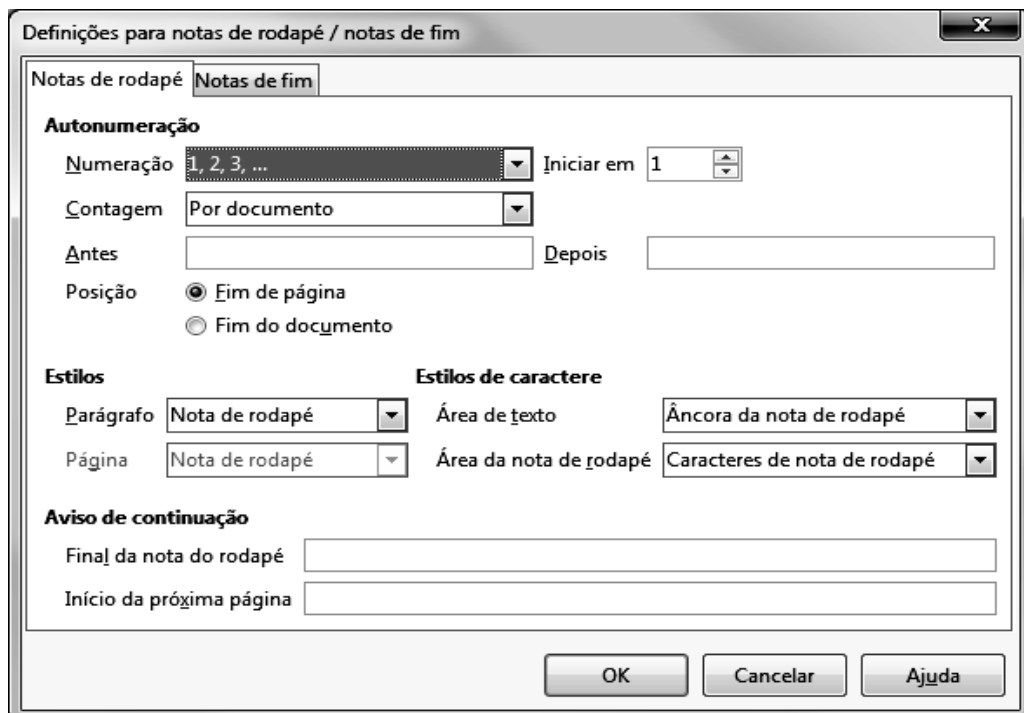 Definições para notas de rodapé / notas de fim
Notas de rodapé Notas de fim
Autonumeração
Numeração 1, 2, 3, ... Iniciar em 1
Contagem Por documento
Antes Depois
Posição Fim de página
Fim do documento
Estilos Estilos de caractere
Parágrafo Nota de rodapé Área de texto Âncora da nota de rodapé
Página Nota de rodapé Área da nota de rodapé Caracteres de nota de rodapé
Aviso de continuação
Final da nota do rodapé
Início da próxima página
OK Cancelar Ajuda